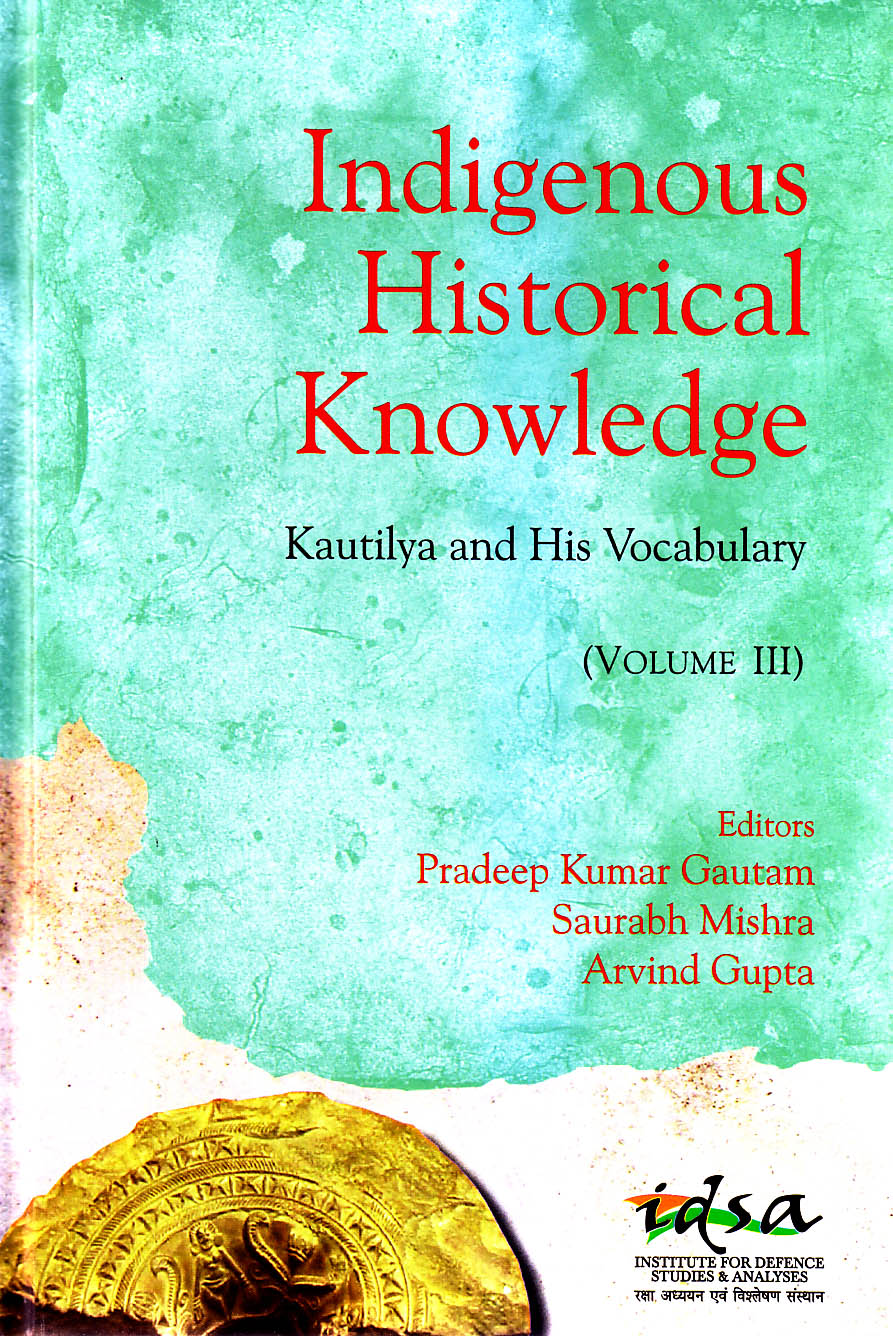 Indigenous
Historical
Knowledge
Kautilya and His Vocabulary
(VOLUME III)
Editors
Pradeep Kumar Gautam
Saurabh Mishra
Arvind Gupta
idsa
INSTITUTE FOR DEFENCE
STUDIES & ANALYSES
रक्षा अध्ययन एवं विश्लेषण संस्थान